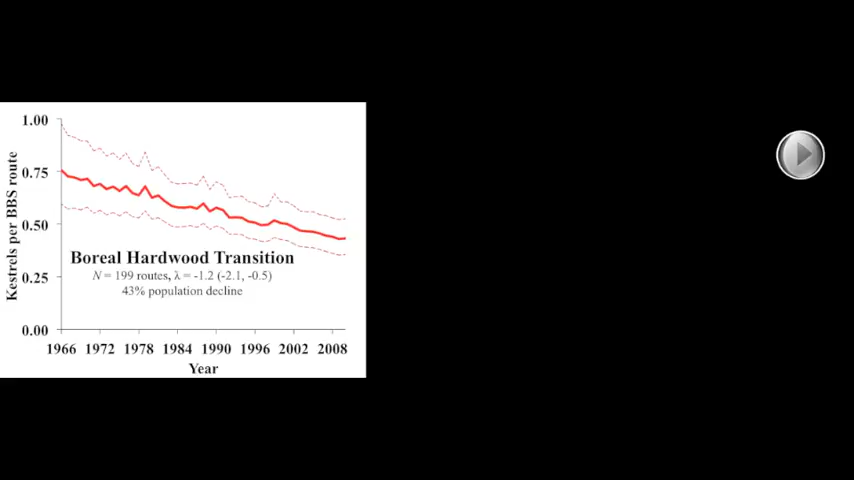 1.00
0.75
0.50
0.25
0.00
Kestrels per BBS route
Boreal Hardwood Transition
N = 199 routes, λ = -1.2 (-2.1, -0.5)
43% population decline
1966 1972 1978 1984 1990 1996 2002 2008
Year